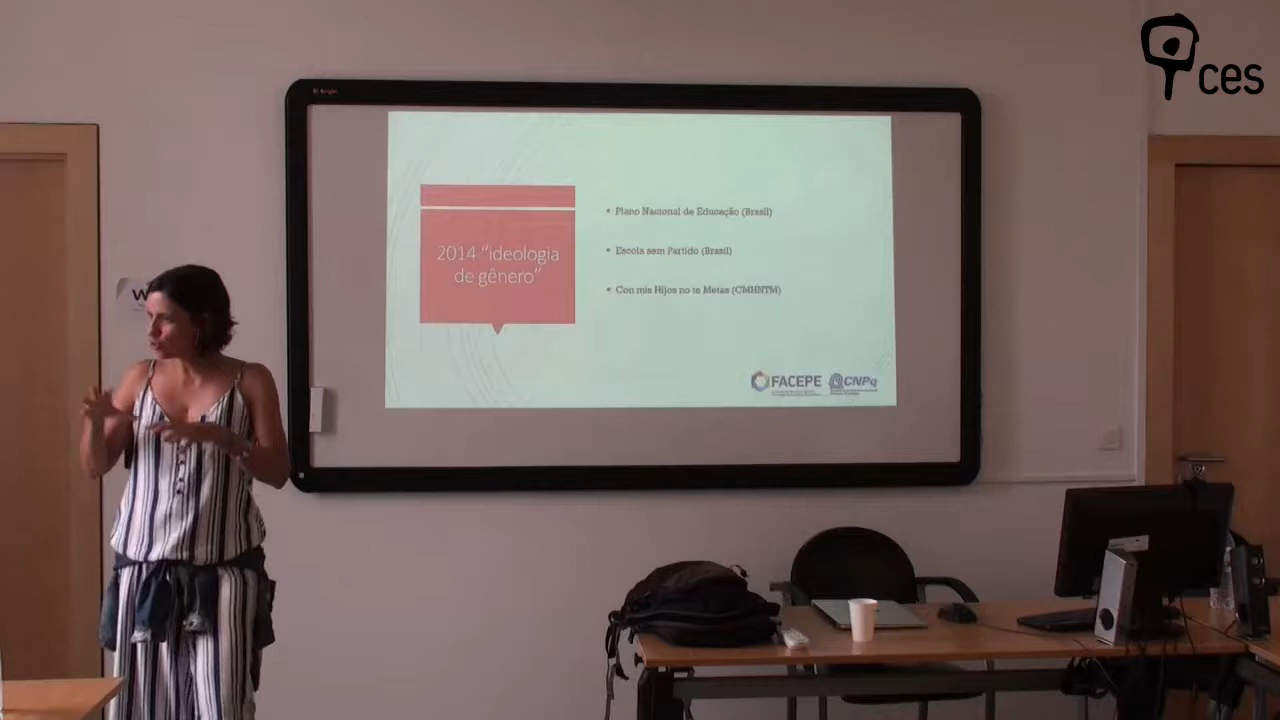 ces
2014 "ideologia
de gênero"
• Plano Nacional de Educação (Brasil)
• Escola sem Partido (Brasil)
• Con mis Hijos no te Metas (CMHNTM)
FACEPE
CNPq
W